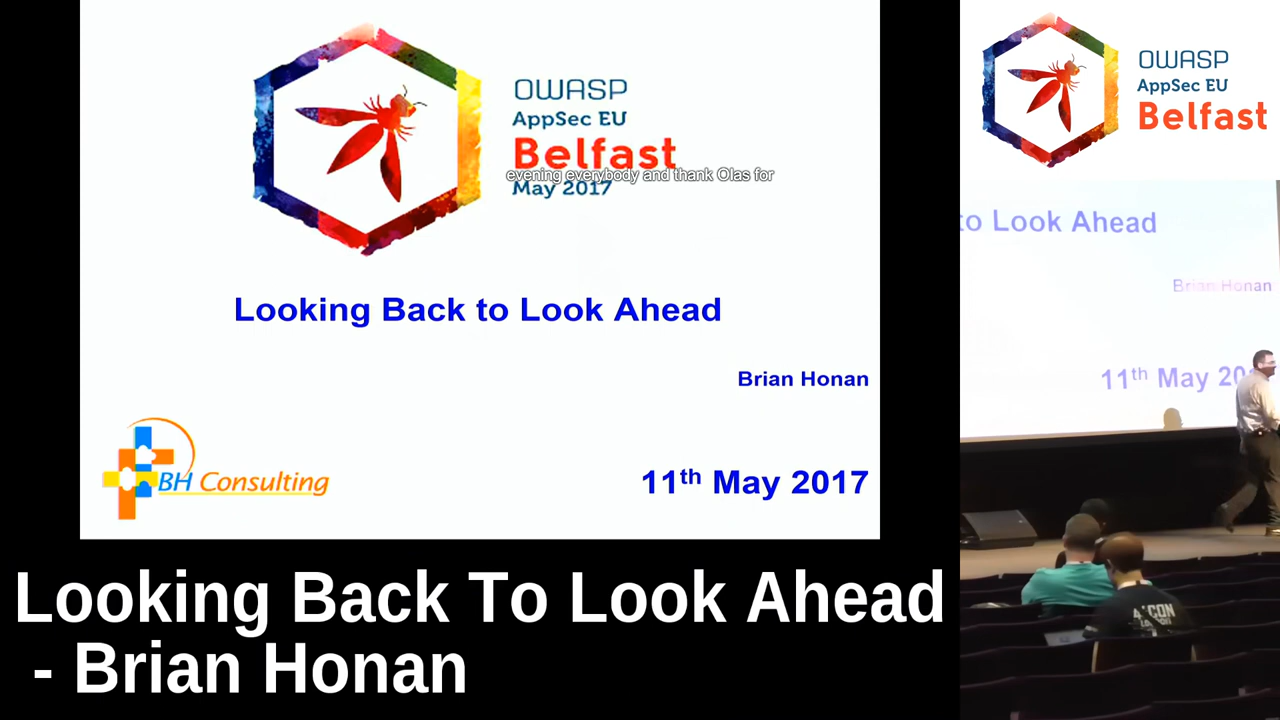 OWASP
AppSec EU
Belfast
evening everybody and thank Olas for
May 2017
Looking Back to Look Ahead
Brian Honan
BH Consulting
11th May 2017
Looking Back To Look Ahead
- Brian Honan
OWASP
AppSec EU
Belfast
to Look Ahead
Brian Honan
11th May 20
CON